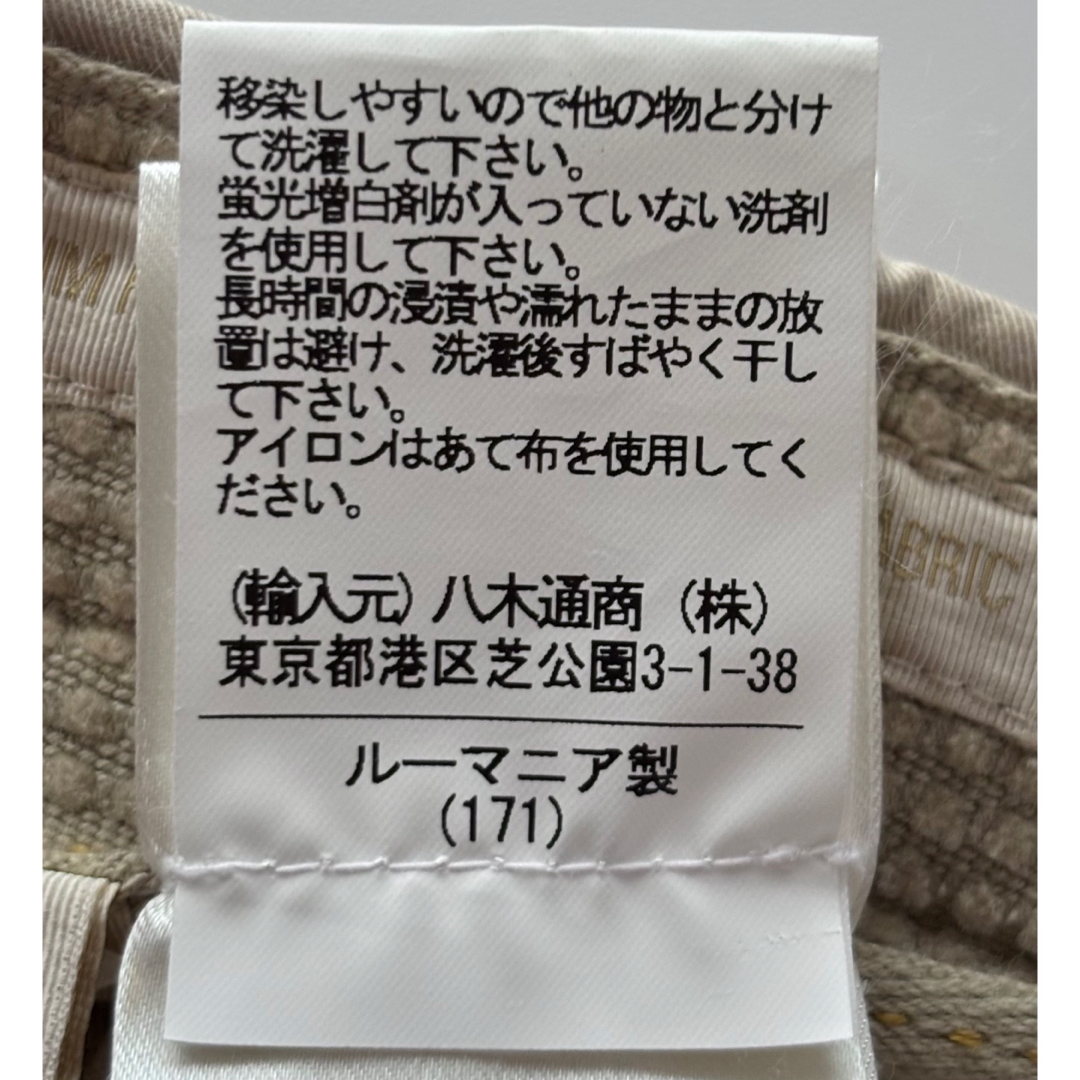 移染しやすいので他の物と分け
て洗濯して下さい。
蛍光増白剤が入っていない洗剤
を使用して下さい。
長時間の浸漬や濡れたままの放
置は避け、洗濯後すばやく干し
て下さい。
アイロンはあて布を使用してく
ださい。
(輸入元)八木通商(株)
東京都港区芝公園3-1-38
ルーマニア製
(171)
ABRIC